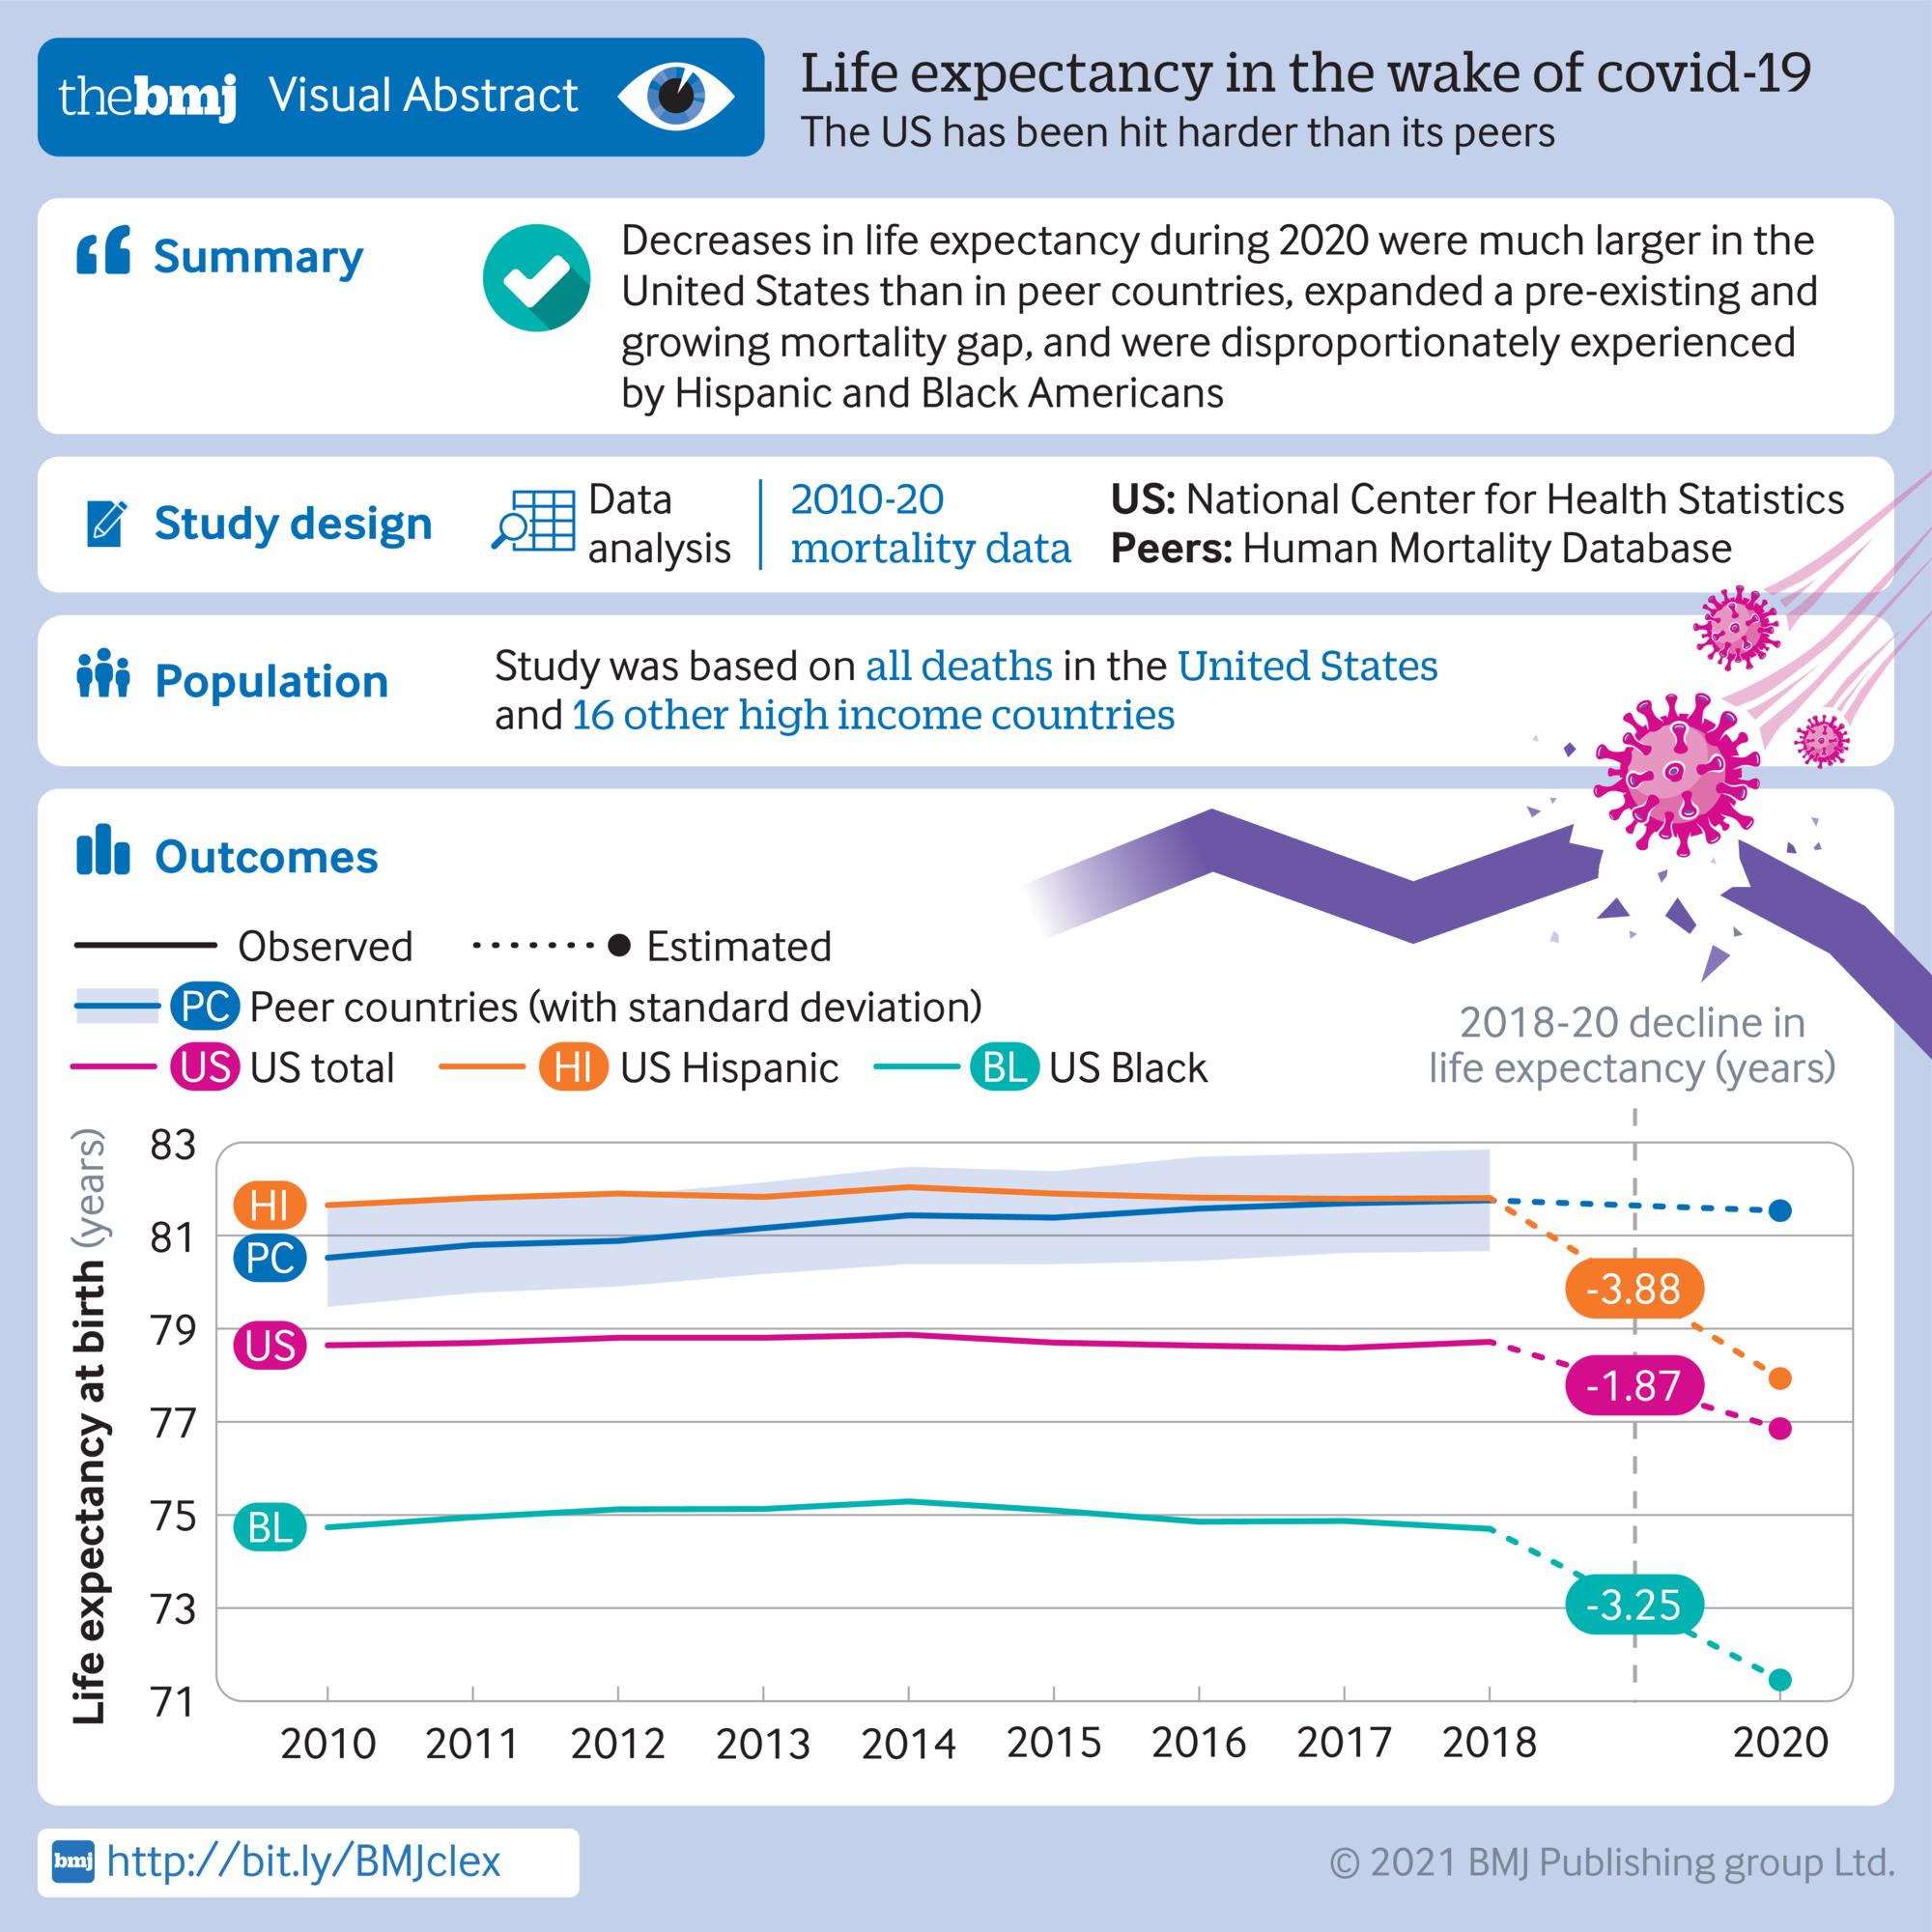 thebmj Visual Abstract
Life expectancy in the wake of covid-19
The US has been hit harder than its peers
Summary
Decreases in life expectancy during 2020 were much larger in the
United States than in peer countries, expanded a pre-existing and
growing mortality gap, and were disproportionately experienced
by Hispanic and Black Americans
Study design
Data
analysis
2010-20
mortality data
US: National Center for Health Statistics
Peers: Human Mortality Database
Population
Study was based on all deaths in the United States
and 16 other high income countries
Outcomes
Observed
Estimated
PC Peer countries (with standard deviation)
US US total
HI US Hispanic
BL US Black
2018-20 decline in
life expectancy (years)
Life expectancy at birth (years)
83
81
79
77
75
73
71
HI
PC
US
BL
-3.88
-1.87
-3.25
2010 2011 2012 2013 2014 2015 2016 2017 2018 2020
bmj http://bit.ly/BMJclex
© 2021 BMJ Publishing group Ltd.